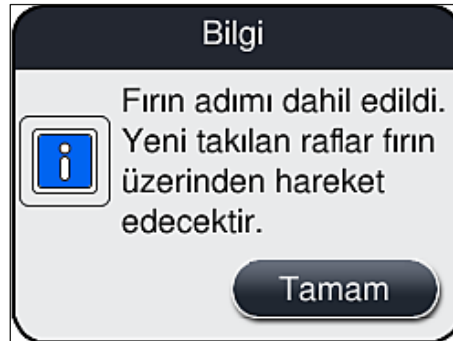 Bilgi
Fırın adımı dahil edildi.
Yeni takılan raflar fırın
üzerinden hareket
edecektir.
Tamam